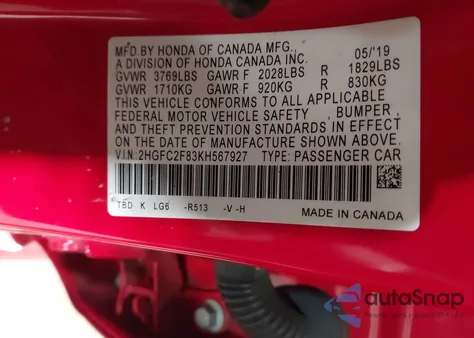 MFD.BY HONDA OF CANADA MFG., 05/'19
A DIVISION OF HONDA CANADA INC.
GVWR 3769LBS GAWR F 2028LBS R 1829LBS
GVWR 1710KG GAWR F 920KG R 830KG
THIS VEHICLE CONFORMS TO ALL APPLICABLE
FEDERAL MOTOR VEHICLE SAFETY , BUMPER ,
AND THEFT PREVENTION STANDARDS IN EFFECT
ON THE DATE OF MANUFACTURE SHOWN ABOVE.
V.I.N: 2HGFC2F83KH567927 TYPE: PASSENGER CAR
TBD K LG6 -R513 -V -H
MADE IN CANADA
autoSnap